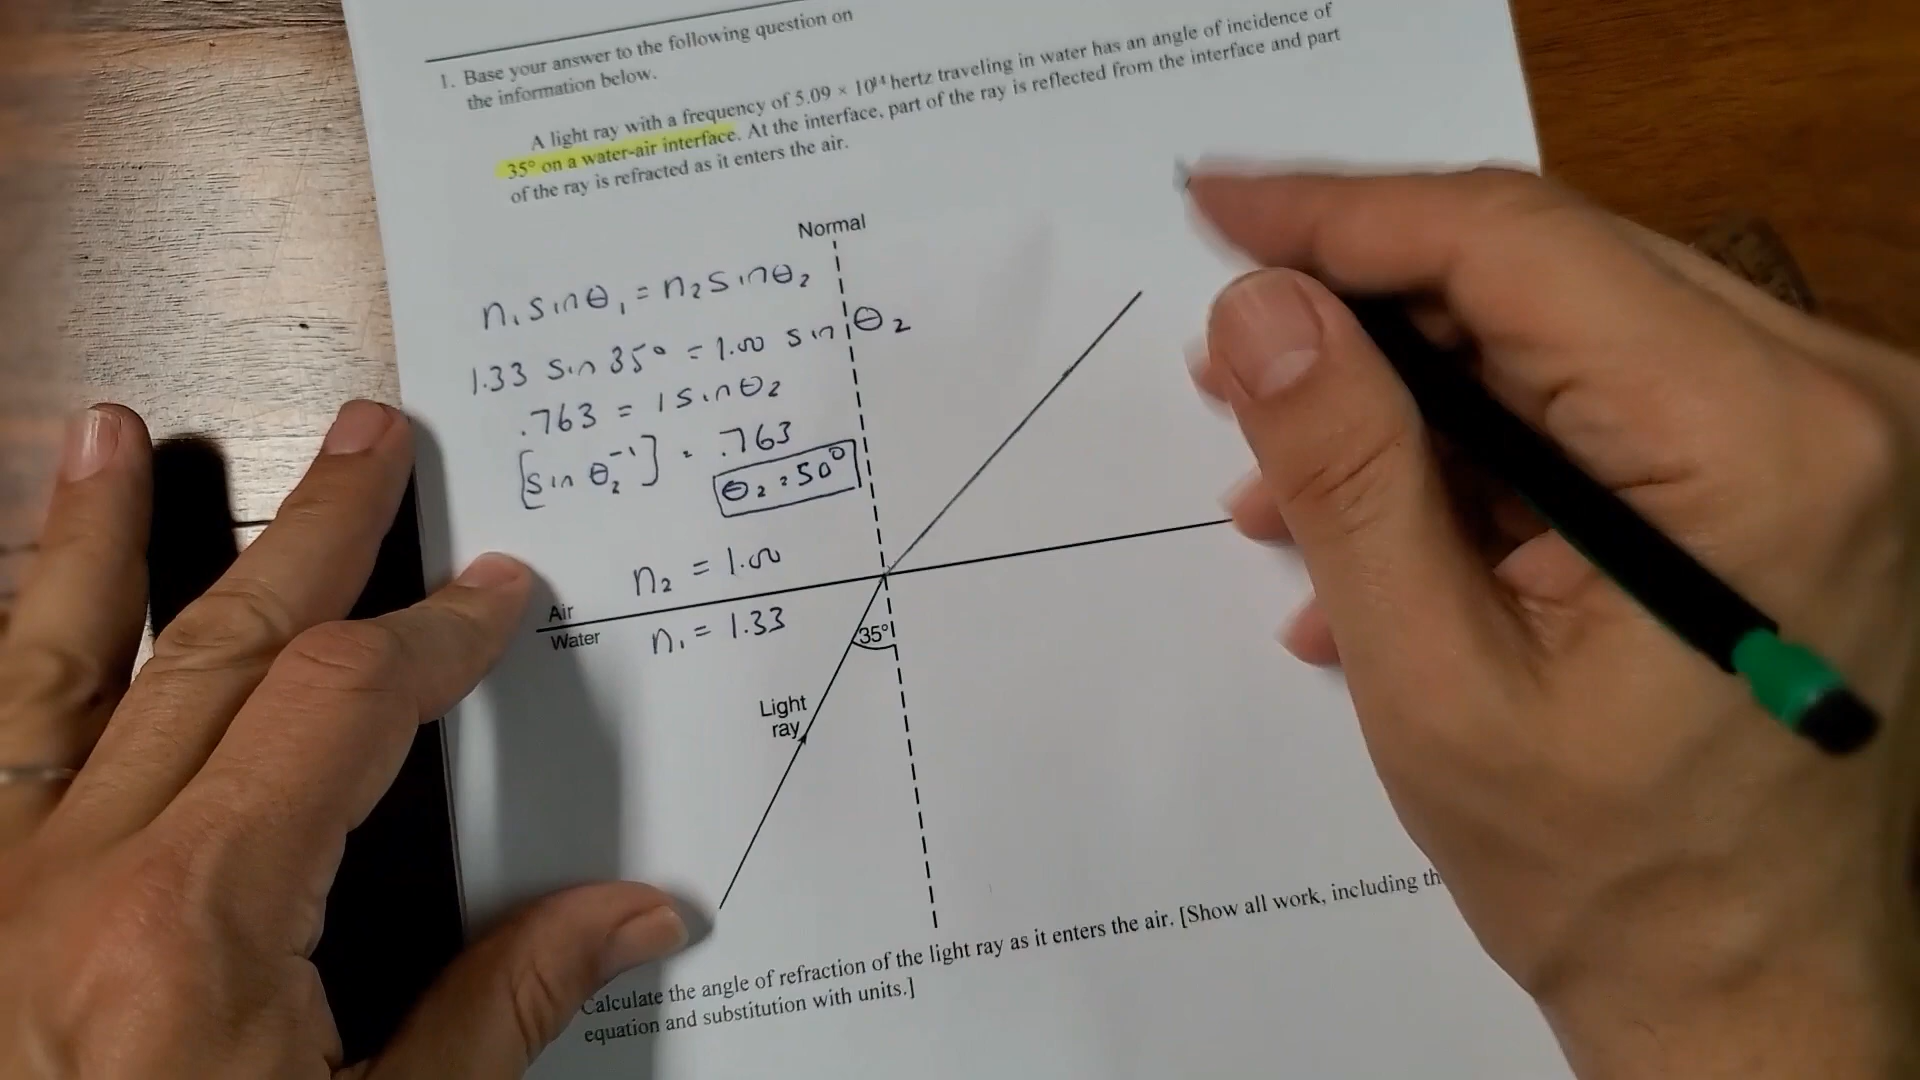 1. Base your answer to the following question on
the information below.
A light ray with a frequency of 5.09 × 10¹⁴ hertz traveling in water has an angle of incidence of
35° on a water-air interface. At the interface, part of the ray is reflected from the interface and part
of the ray is refracted as it enters the air.
Normal
n₁ sinθ₁ = n₂ sinθ₂
1.33 sin 35° = 1.00 sin θ₂
.763 = 1 sinθ₂
[sin θ₂⁻¹] = .763
θ₂ = 50°
n₂ = 1.00
Air
Water
n₁ = 1.33
35°
Light
ray
Calculate the angle of refraction of the light ray as it enters the air. [Show all work, including
equation and substitution with units.]